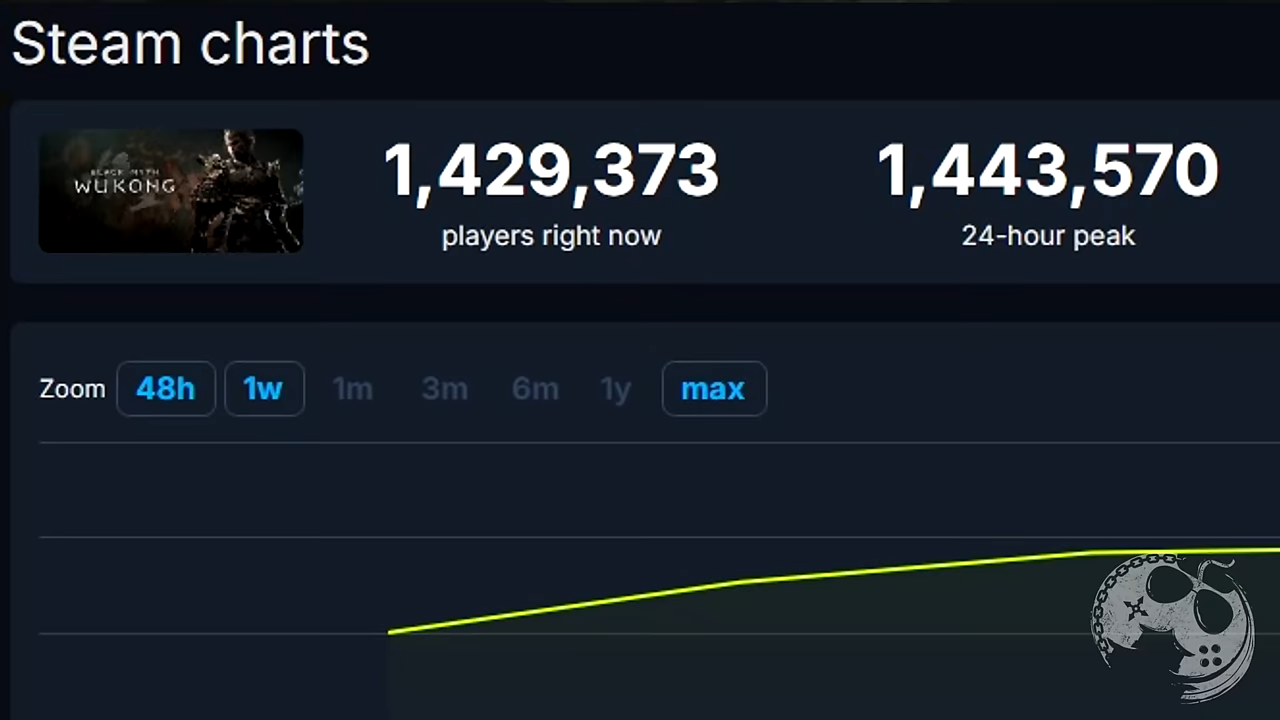 Steam charts
BLACK MYTH
WUKONG
1,429,373
players right now
1,443,570
24-hour peak
Zoom 48h 1w 1m 3m 6m 1y max